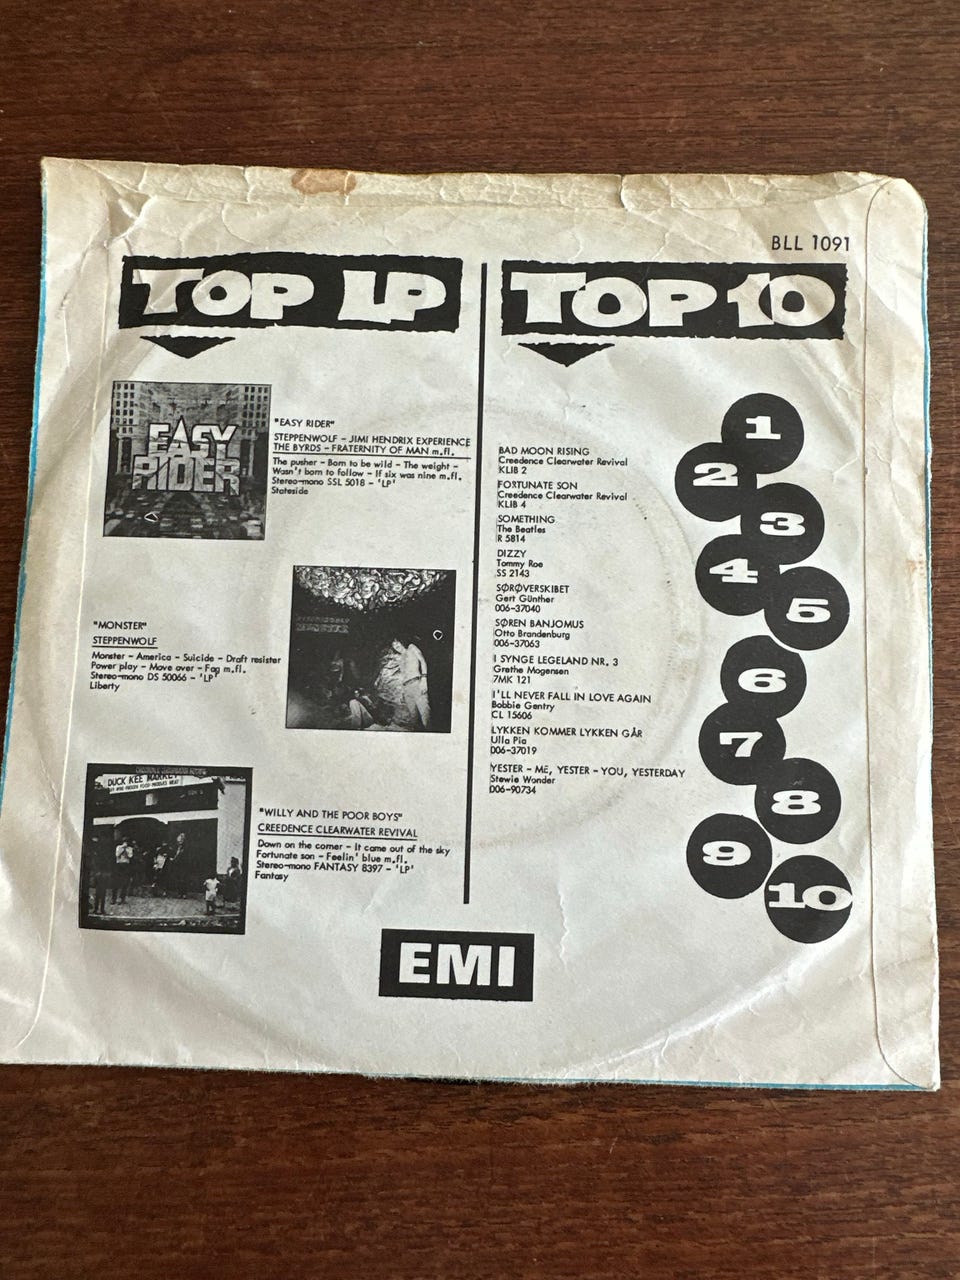 BLL 1091
TOP LP
EASY
RIDER
"EASY RIDER"
STEPPENWOLF - JIMI HENDRIX EXPERIENCE
THE BYRDS - FRATERNITY OF MAN m.fl.
The pusher - Born to be wild - The weight -
Wasn't born to follow - If six was nine m.fl.
Stereo-mono SSL 5018 - 'LP'
Stateside
MONSTER
"MONSTER"
STEPPENWOLF
Monster - America - Suicide - Draft resister
Power play - Move over - Fag m.fl.
Stereo-mono DS 50066 - 'LP'
Liberty
DUCK KEE MARKET
"WILLY AND THE POOR BOYS"
CREEDENCE CLEARWATER REVIVAL
Down on the corner - It came out of the sky
Fortunate son - Feelin' blue m.fl.
Stereo-mono FANTASY 8397 - 'LP'
Fantasy
TOP 10
BAD MOON RISING
Creedence Clearwater Revival
KLIB 2
FORTUNATE SON
Creedence Clearwater Revival
KLIB 4
SOMETHING
The Beatles
R 5814
DIZZY
Tommy Roe
SS 2143
SØRØVERSKIBET
Gert Günther
006-37040
SØREN BANJOMUS
Otto Brandenburg
006-37063
I SYNGE LEGELAND NR. 3
Grethe Mogensen
7MK 121
I'LL NEVER FALL IN LOVE AGAIN
Bobbie Gentry
CL 15606
LYKKEN KOMMER LYKKEN GÅR
Ulla Pia
006-37019
YESTER - ME, YESTER - YOU, YESTERDAY
Stewie Wonder
006-90734
1
2
3
4
5
6
7
8
9
10
EMI